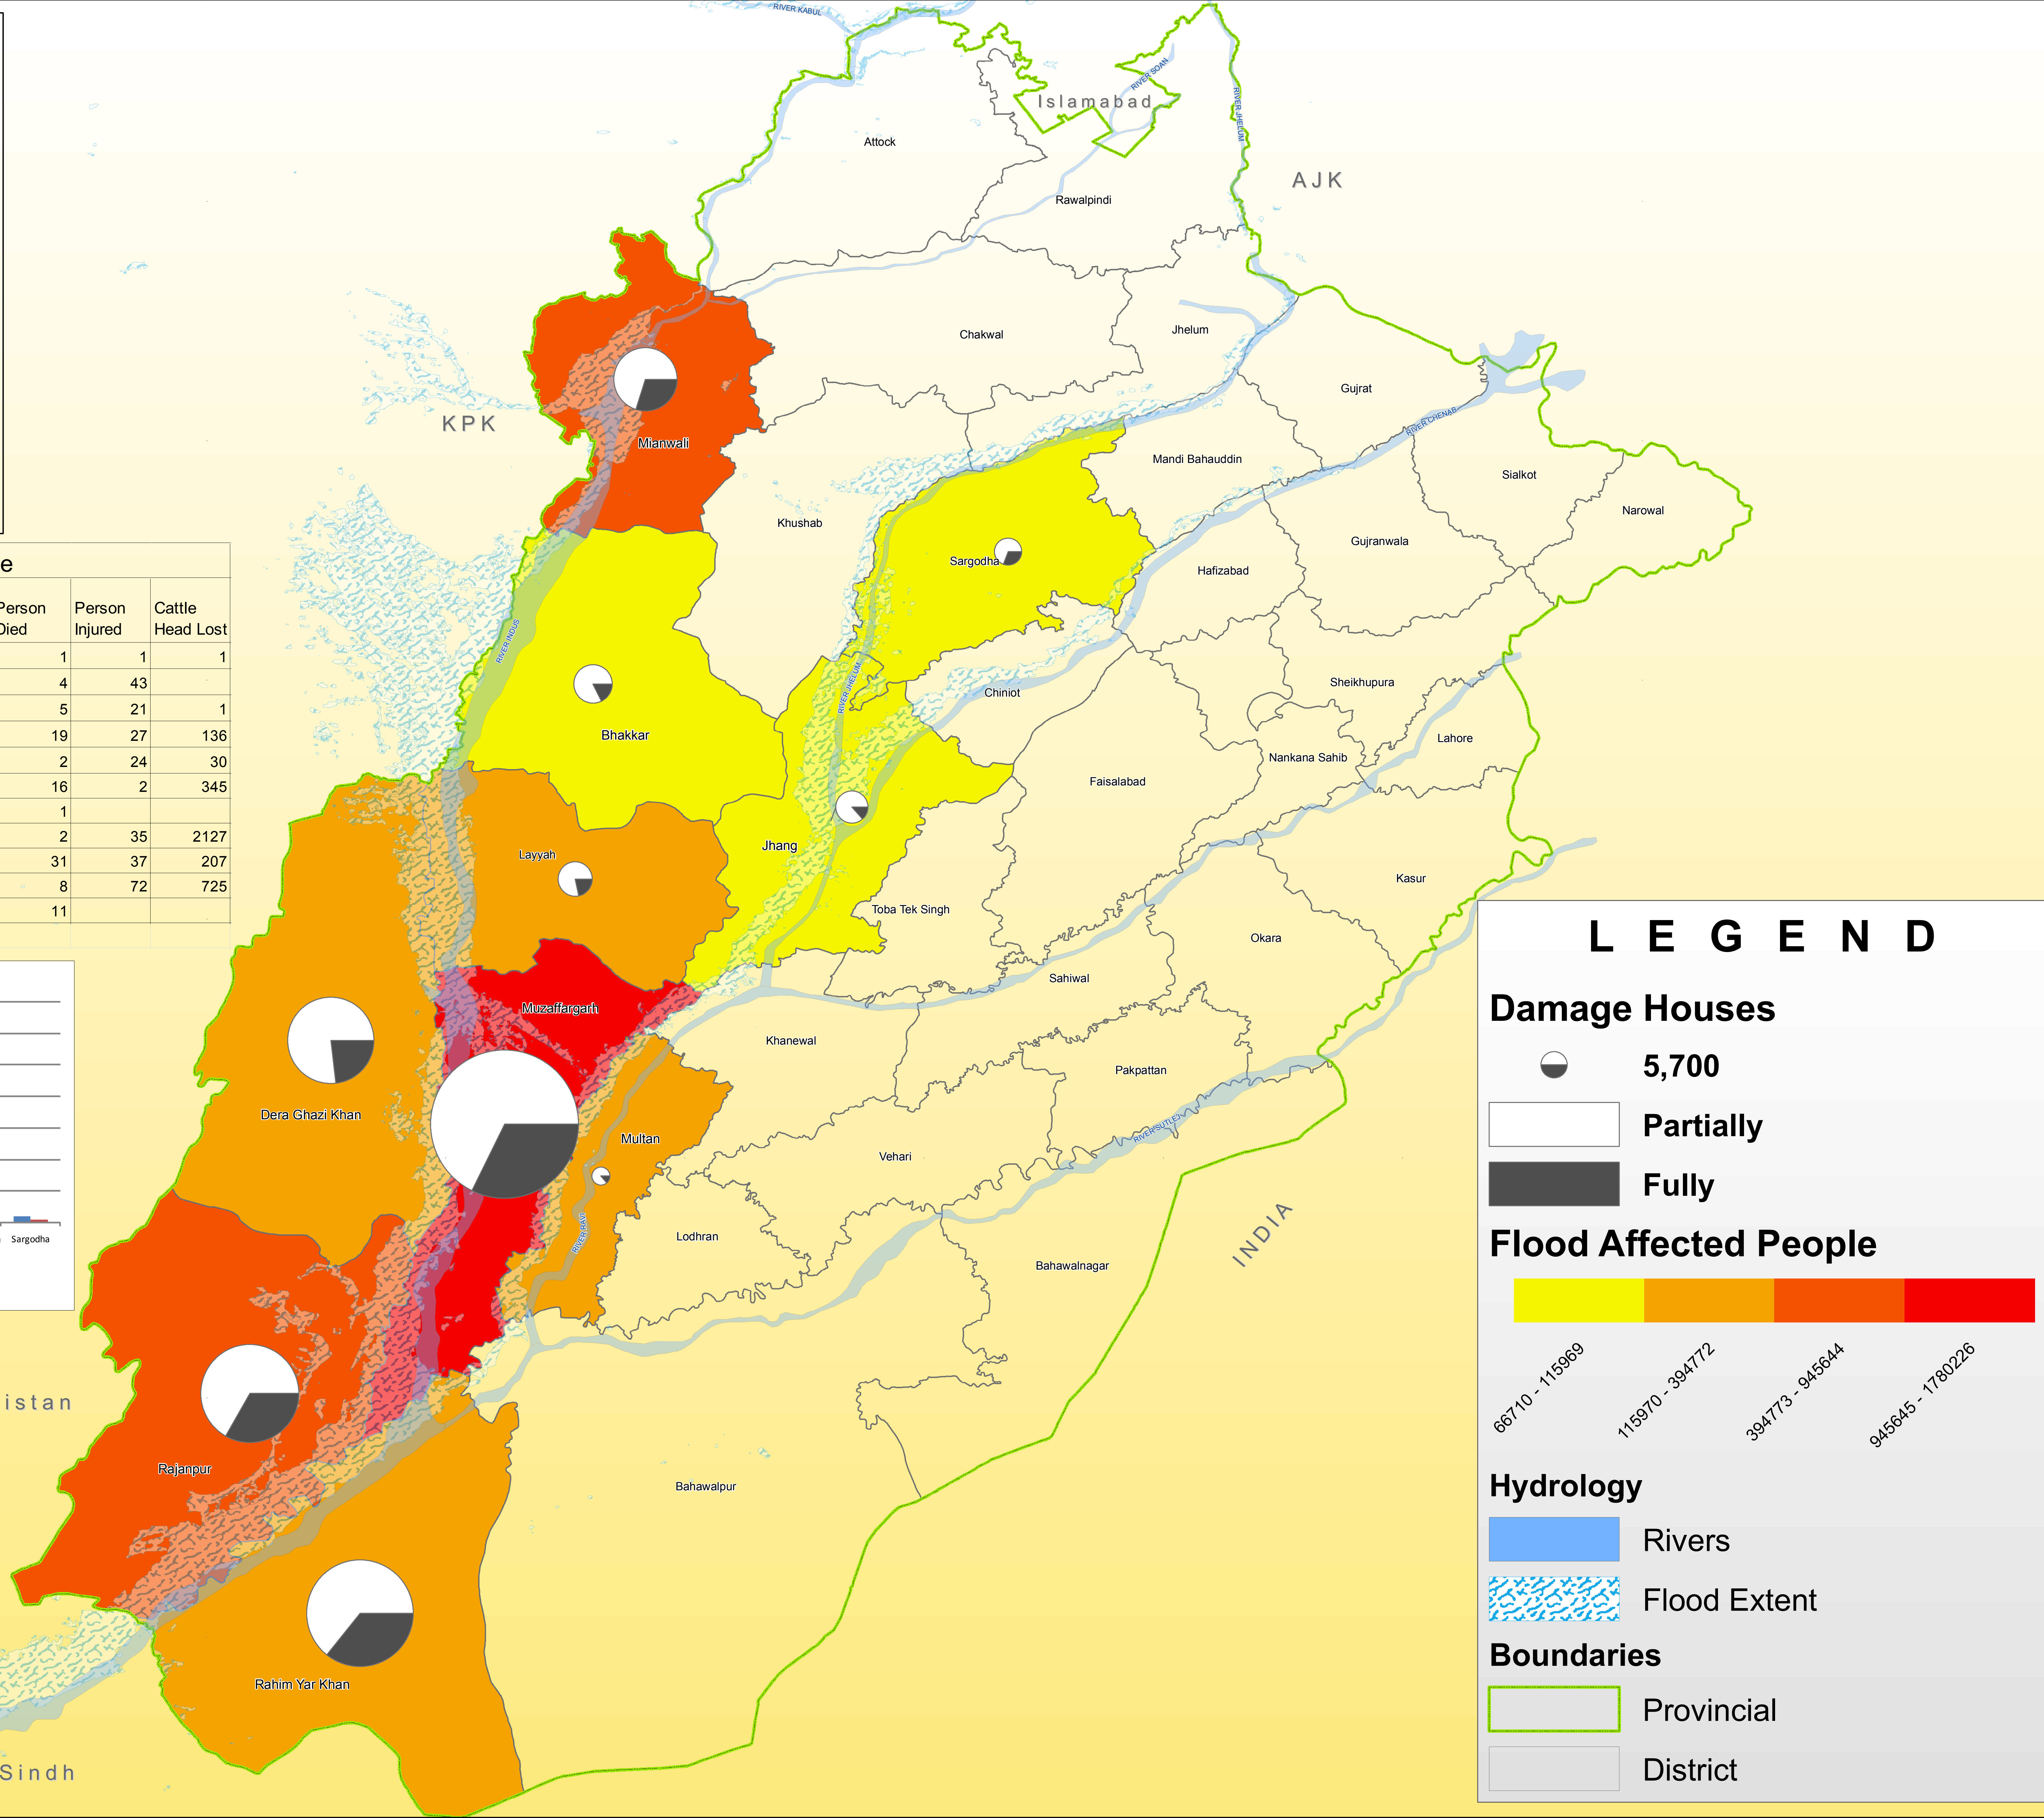 RIVER KABUL
RIVER SOAN
Islamabad
RIVER JHELUM
Attock
AJK
Rawalpindi
Chakwal
Jhelum
Gujrat
RIVER CHENAB
KPK
Mianwali
Mandi Bahauddin
Sialkot
Narowal
Khushab
Gujranwala
Sargodha
Hafizabad
RIVER INDUS
RIVER JHELUM
Chiniot
Sheikhupura
Bhakkar
Lahore
Nankana Sahib
Faisalabad
Jhang
Layyah
Kasur
Toba Tek Singh
Okara
Sahiwal
Muzaffargarh
Khanewal
Pakpattan
Dera Ghazi Khan
Multan
RIVER SUTLEJ
Vehari
RIVER RAVI
Lodhran
INDIA
Bahawalnagar
Rajanpur
Bahawalpur
Rahim Yar Khan
istan
Sindh
e
Person Person Cattle
Died Injured Head Lost
1 1 1
4 43
5 21 1
19 27 136
2 24 30
16 2 345
1
2 35 2127
31 37 207
8 72 725
11
Sargodha
LEGEND
Damage Houses
5,700
Partially
Fully
Flood Affected People
66710 - 115969
115970 - 394772
394773 - 945644
945645 - 1780226
Hydrology
Rivers
Flood Extent
Boundaries
Provincial
District